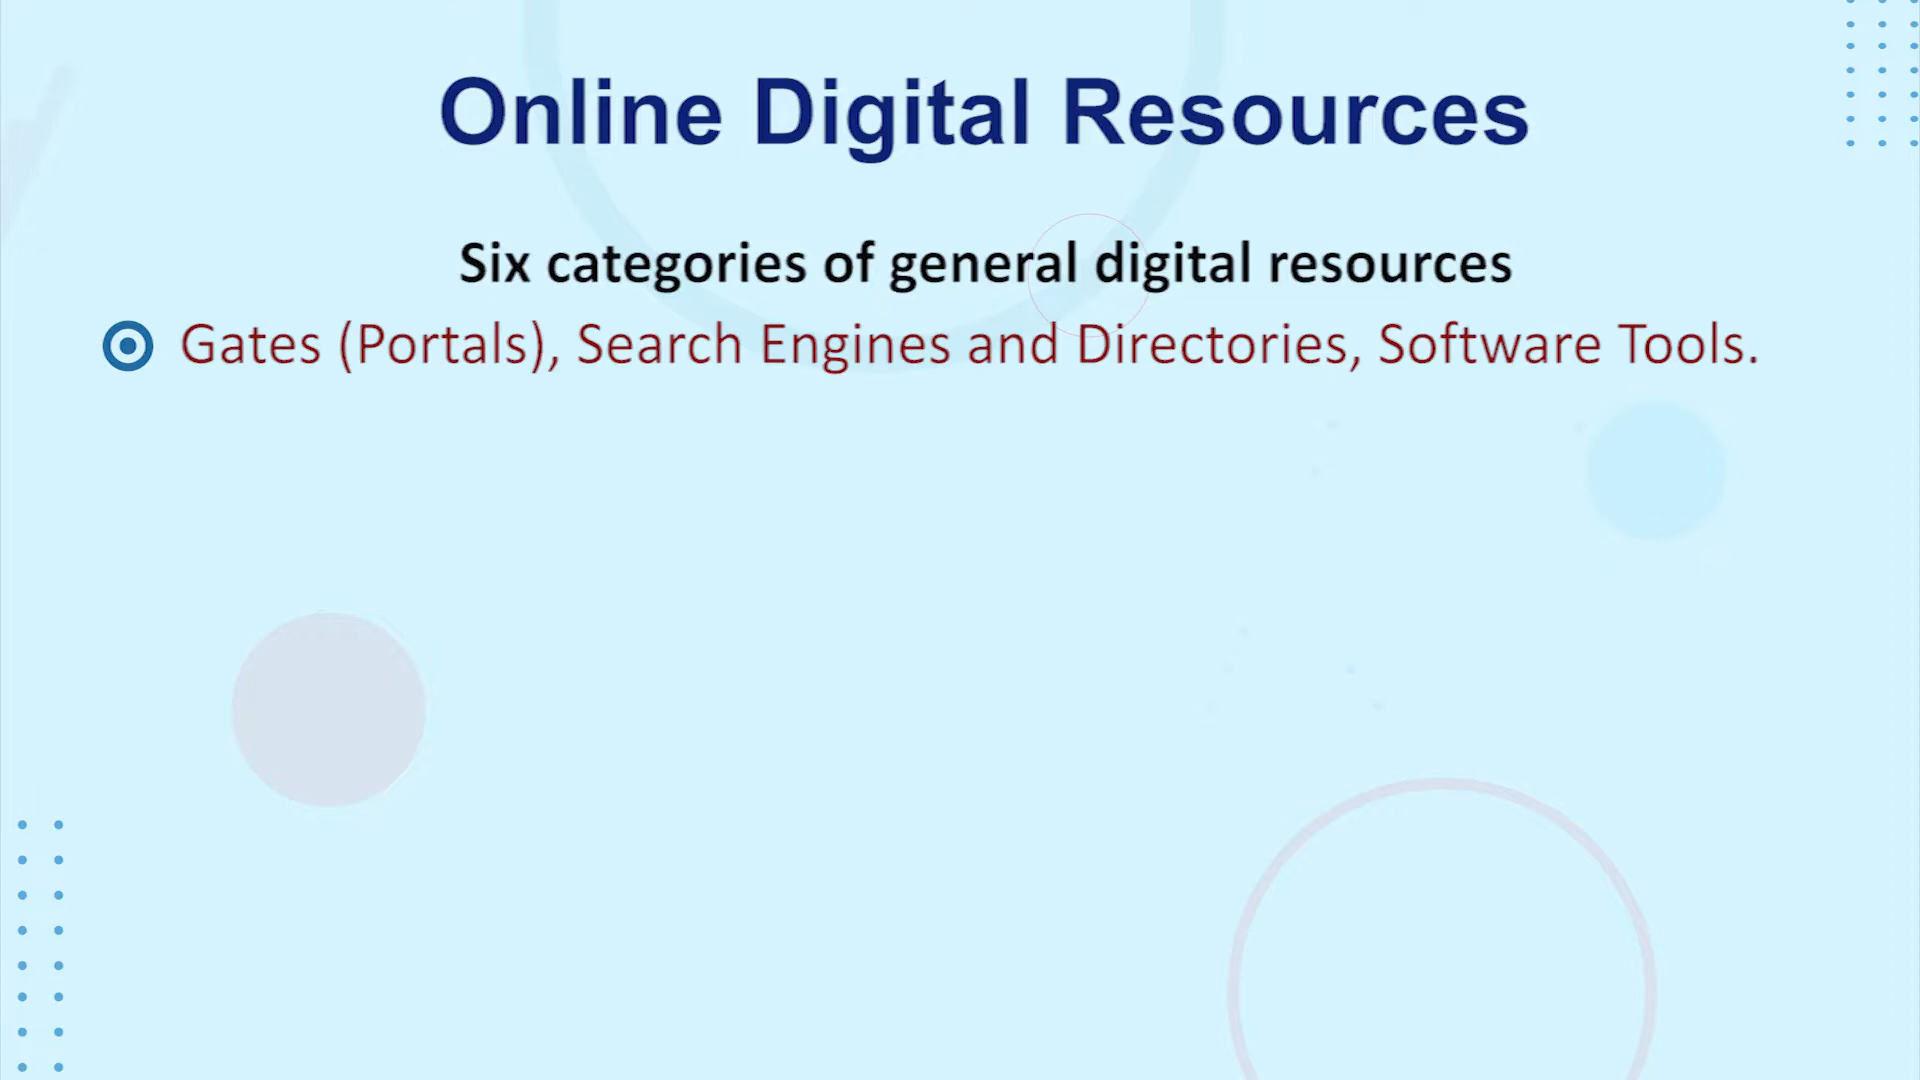 Online Digital Resources
Six categories of general digital resources
Gates (Portals), Search Engines and Directories, Software Tools.